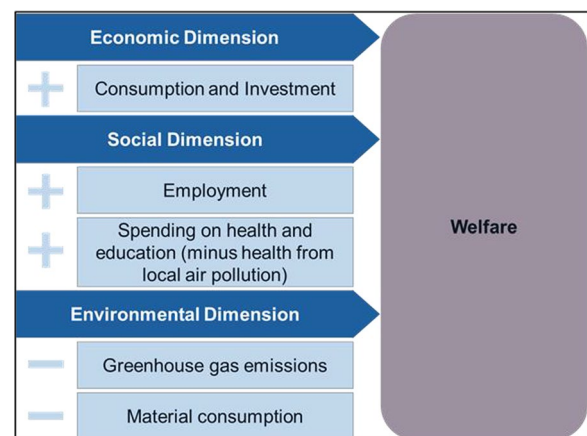 Economic Dimension
Consumption and Investment
Social Dimension
Employment
Spending on health and
education (minus health from
local air pollution)
Environmental Dimension
Greenhouse gas emissions
Material consumption
Welfare